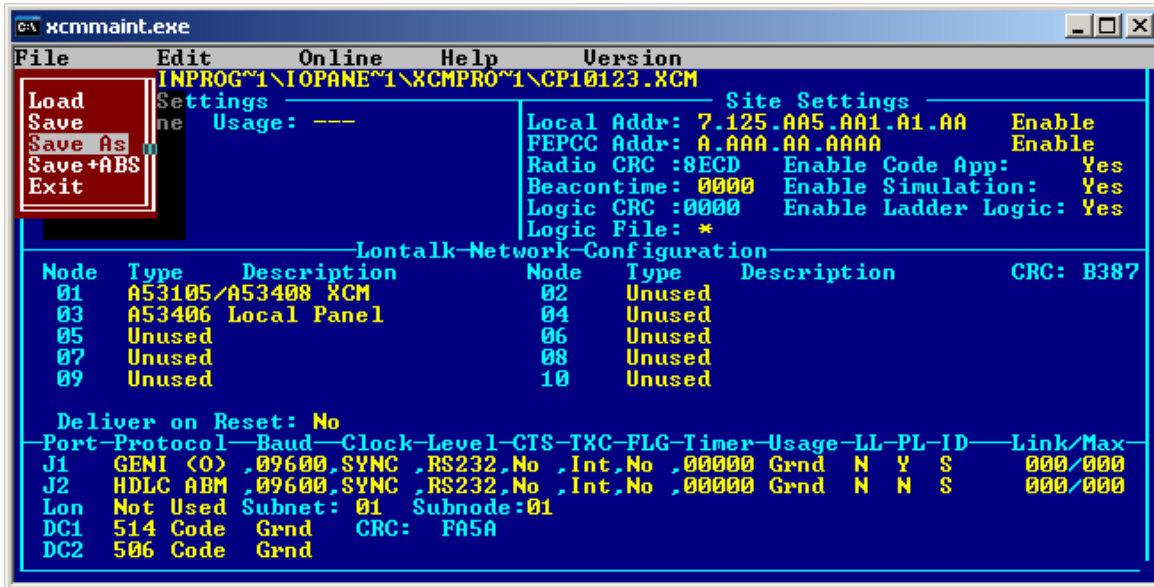 xcmmaint.exe
File Edit Online Help Version
INPROG~1\IOPANE~1\XCMPRO~1\CP10123.XCM
Load
Save
Save As
Save+ABS
Exit
Settings
ne Usage: ---
Site Settings
Local Addr: 7.125.AA5.AA1.A1.AA Enable
FEPCC Addr: A.AAA.AA.AAAA Enable
Radio CRC :8ECD Enable Code App: Yes
Beacontime: 0000 Enable Simulation: Yes
Logic CRC :0000 Enable Ladder Logic: Yes
Logic File: *
Lontalk Network Configuration
Node Type Description Node Type Description CRC: B387
01 A53105/A53408 XCM 02 Unused
03 A53406 Local Panel 04 Unused
05 Unused 06 Unused
07 Unused 08 Unused
09 Unused 10 Unused
Deliver on Reset: No
Port Protocol Baud Clock Level CTS TXC FLG Timer Usage LL PL ID Link/Max
J1 GENI (O) ,09600,SYNC ,RS232,No ,Int,No ,00000 Grnd N Y S 000/000
J2 HDLC ABM ,09600,SYNC ,RS232,No ,Int,No ,00000 Grnd N N S 000/000
Lon Not Used Subnet: 01 Subnode:01
DC1 514 Code Grnd CRC: FA5A
DC2 506 Code Grnd